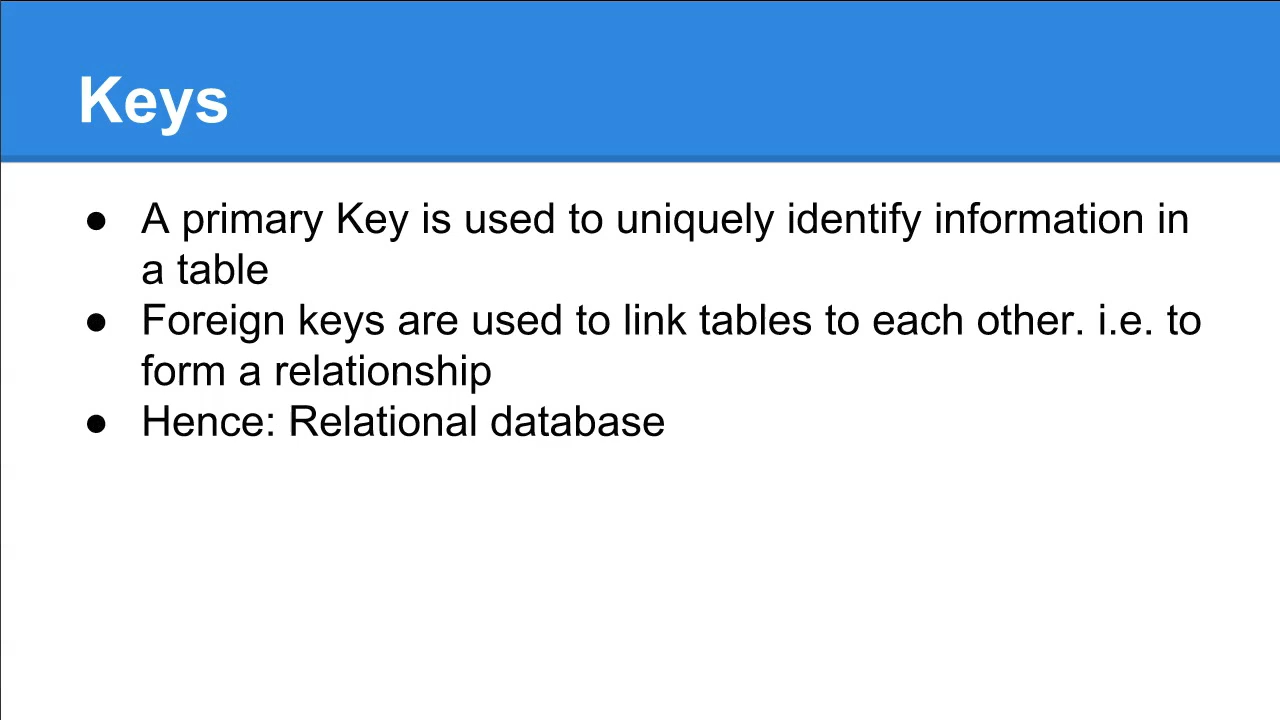 Keys
● A primary Key is used to uniquely identify information in
a table
● Foreign keys are used to link tables to each other. i.e. to
form a relationship
● Hence: Relational database